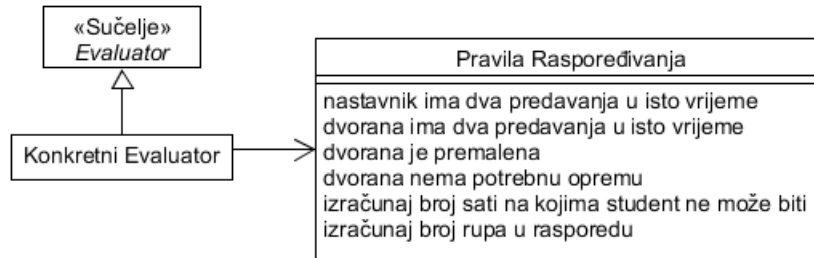 «Sučelje»
Evaluator
Konkretni Evaluator
Pravila Raspoređivanja
nastavnik ima dva predavanja u isto vrijeme
dvorana ima dva predavanja u isto vrijeme
dvorana je premalena
dvorana nema potrebnu opremu
izračunaj broj sati na kojima student ne može biti
izračunaj broj rupa u rasporedu